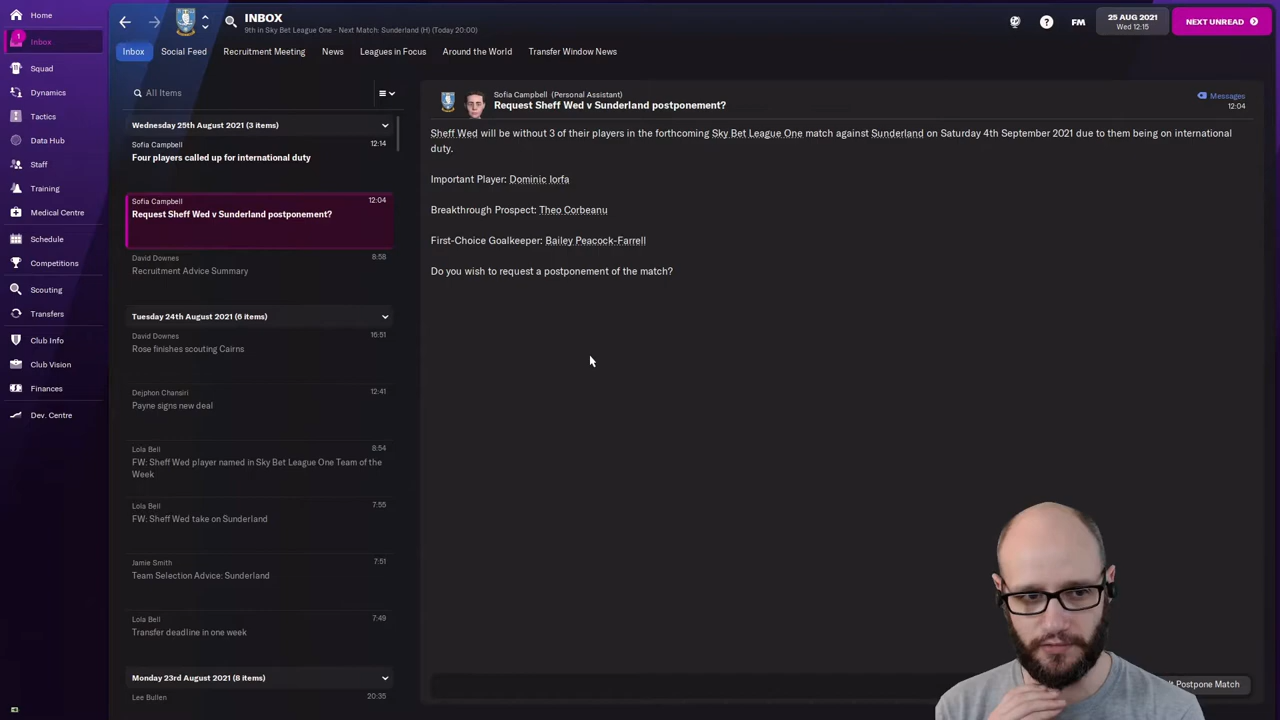 Home
1
Inbox
Squad
Dynamics
Tactics
Data Hub
Staff
Training
Medical Centre
Schedule
Competitions
Scouting
Transfers
Club Info
Club Vision
Finances
Dev. Centre
INBOX
9th in Sky Bet League One - Next Match: Sunderland (H) (Today 20:00)
?
FM
25 AUG 2021
Wed 12:15
NEXT UNREAD
Inbox
Social Feed
Recruitment Meeting
News
Leagues in Focus
Around the World
Transfer Window News
All Items
Wednesday 25th August 2021 (3 items)
Sofia Campbell 12:14
Four players called up for international duty
Sofia Campbell 12:04
Request Sheff Wed v Sunderland postponement?
David Downes 8:58
Recruitment Advice Summary
Tuesday 24th August 2021 (6 items)
David Downes 16:51
Rose finishes scouting Cairns
Dejphon Chansiri 12:41
Payne signs new deal
Lola Bell 8:54
FW: Sheff Wed player named in Sky Bet League One Team of the
Week
Lola Bell 7:55
FW: Sheff Wed take on Sunderland
Jamie Smith 7:51
Team Selection Advice: Sunderland
Lola Bell 7:49
Transfer deadline in one week
Monday 23rd August 2021 (8 items)
Lee Bullen 20:35
Sofia Campbell (Personal Assistant)
Request Sheff Wed v Sunderland postponement?
Messages
12:04
Sheff Wed will be without 3 of their players in the forthcoming Sky Bet League One match against Sunderland on Saturday 4th September 2021 due to them being on international
duty.
Important Player: Dominic Iorfa
Breakthrough Prospect: Theo Corbeanu
First-Choice Goalkeeper: Bailey Peacock-Farrell
Do you wish to request a postponement of the match?
Postpone Match